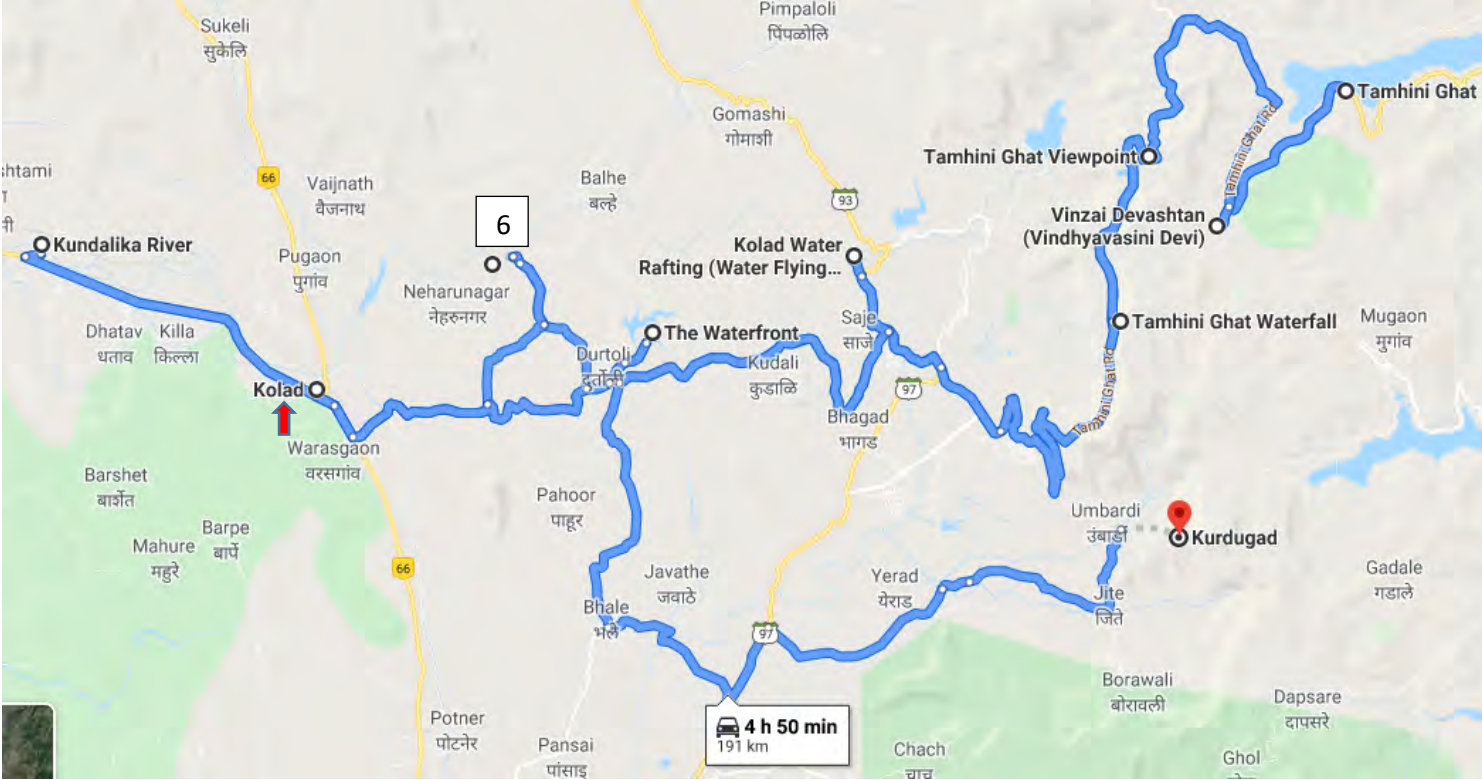 Pimpaloli
पिंपळोलि
Sukeli
सुकेलि
Tamhini Ghat
Gomashi
गोमाशी
Tamhini Ghat Rd
Tamhini Ghat Viewpoint
shtami
66
Vaijnath
वैजनाथ
Balhe
बल्हे
93
Vinzai Devashtan
(Vindhyavasini Devi)
6
Kundalika River
Kolad Water
Rafting (Water Flying...
Pugaon
पुगांव
Neharunagar
नेहरुनगर
Dhatav
धताव
Killa
किल्ला
The Waterfront
Saje
साजे
Tamhini Ghat Waterfall
Mugaon
मुगांव
Durtoli
दुर्तोली
Kudali
कुडाळि
Kolad
97
Tamhini Ghat Rd
Bhagad
भागड
Warasgaon
वरसगांव
Barshet
बार्शेत
Pahoor
पाहूर
Umbardi
उंबार्डी
Kurdugad
Barpe
बार्पे
Mahure
महुरे
66
Javathe
जवाठे
Yerad
येराड
Gadale
गडाले
Jite
जिते
Bhale
भले
97
Borawali
बोरावली
Dapsare
दापसरे
4 h 50 min
191 km
Potner
पोटनेर
Pansai
पांसाइ
Chach
चाच
Ghol